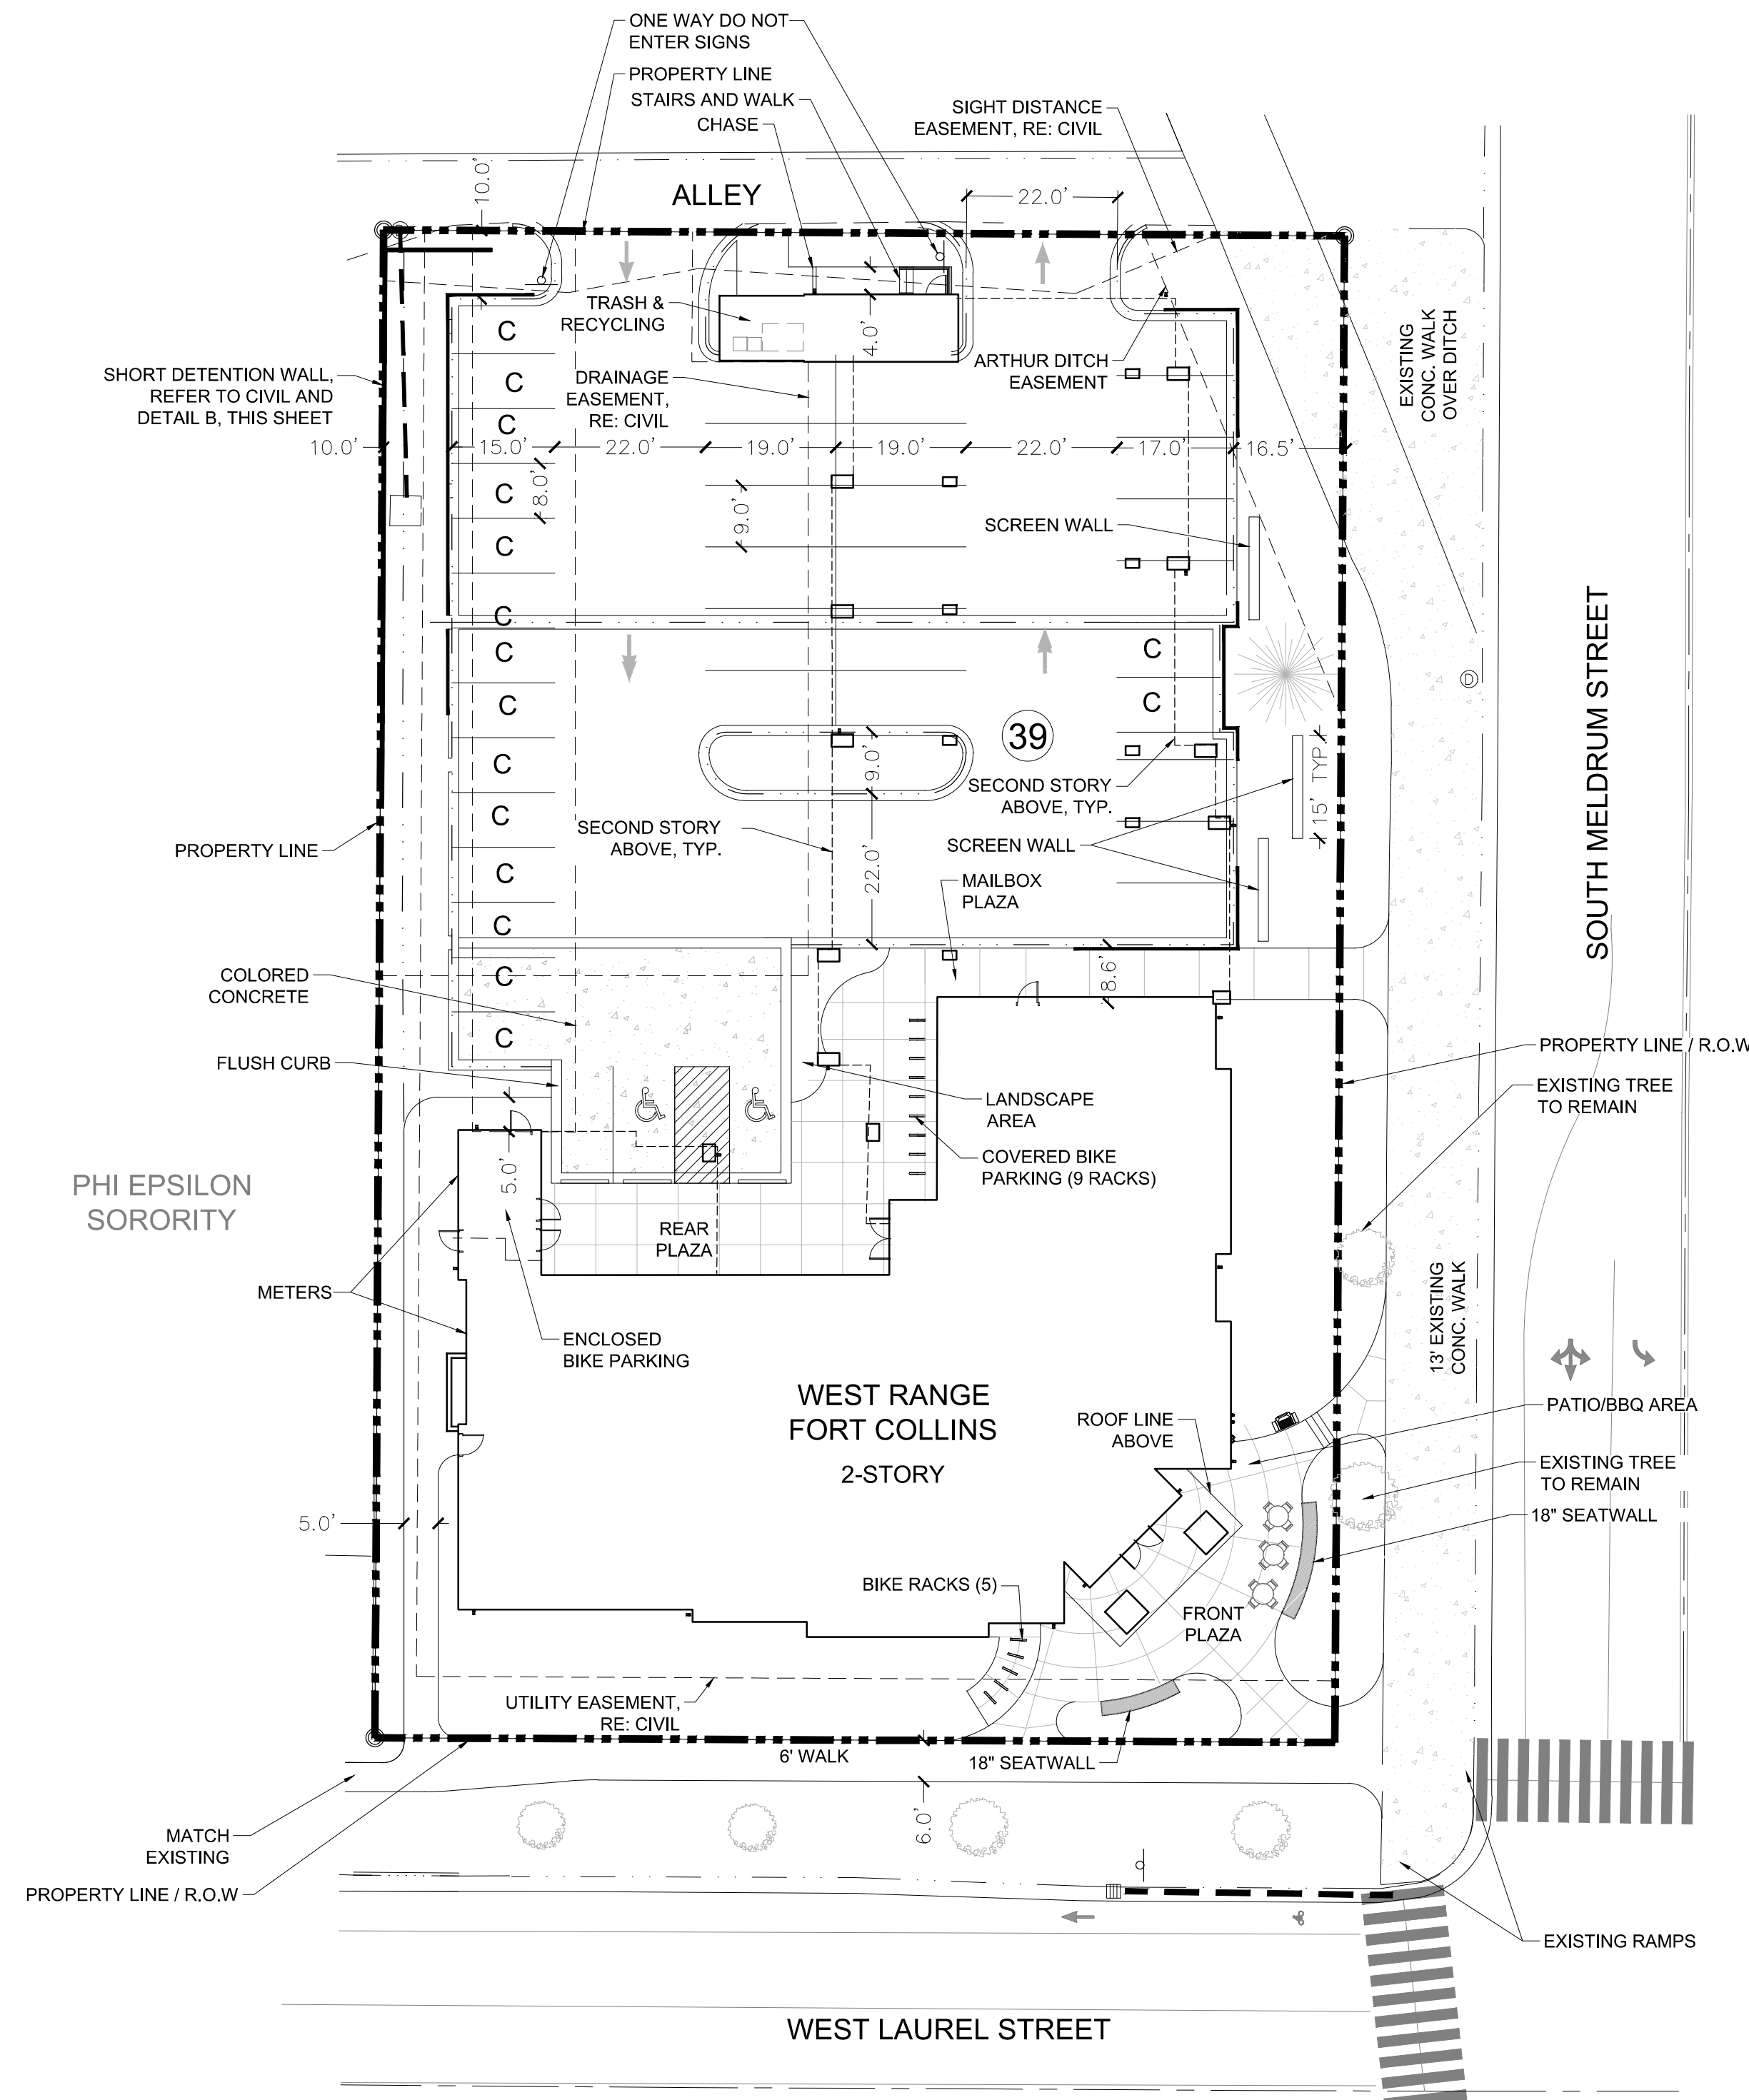 ONE WAY DO NOT
ENTER SIGNS
PROPERTY LINE
STAIRS AND WALK
CHASE
SIGHT DISTANCE
EASEMENT, RE: CIVIL
10.0'
ALLEY
22.0'
TRASH &
RECYCLING
4.0'
C
C
C
C
C
C
C
C
C
C
C
C
C
C
SHORT DETENTION WALL,
REFER TO CIVIL AND
DETAIL B, THIS SHEET
DRAINAGE
EASEMENT,
RE: CIVIL
ARTHUR DITCH
EASEMENT
EXISTING
CONC. WALK
OVER DITCH
10.0'
15.0'
22.0'
19.0'
19.0'
22.0'
17.0'
16.5'
8.0'
9.0'
SCREEN WALL
C
C
D
39
SOUTH MELDRUM STREET
9.0'
SECOND STORY
ABOVE, TYP.
15' TYP.
SECOND STORY
ABOVE, TYP.
SCREEN WALL
PROPERTY LINE
22.0'
MAILBOX
PLAZA
COLORED
CONCRETE
8.6'
FLUSH CURB
PROPERTY LINE / R.O.W
EXISTING TREE
TO REMAIN
LANDSCAPE
AREA
COVERED BIKE
PARKING (9 RACKS)
5.0'
PHI EPSILON
SORORITY
REAR
PLAZA
METERS
ENCLOSED
BIKE PARKING
13' EXISTING
CONC. WALK
WEST RANGE
FORT COLLINS
2-STORY
ROOF LINE
ABOVE
PATIO/BBQ AREA
EXISTING TREE
TO REMAIN
18" SEATWALL
5.0'
BIKE RACKS (5)
FRONT
PLAZA
UTILITY EASEMENT,
RE: CIVIL
6' WALK
18" SEATWALL
6.0'
MATCH
EXISTING
PROPERTY LINE / R.O.W
EXISTING RAMPS
WEST LAUREL STREET